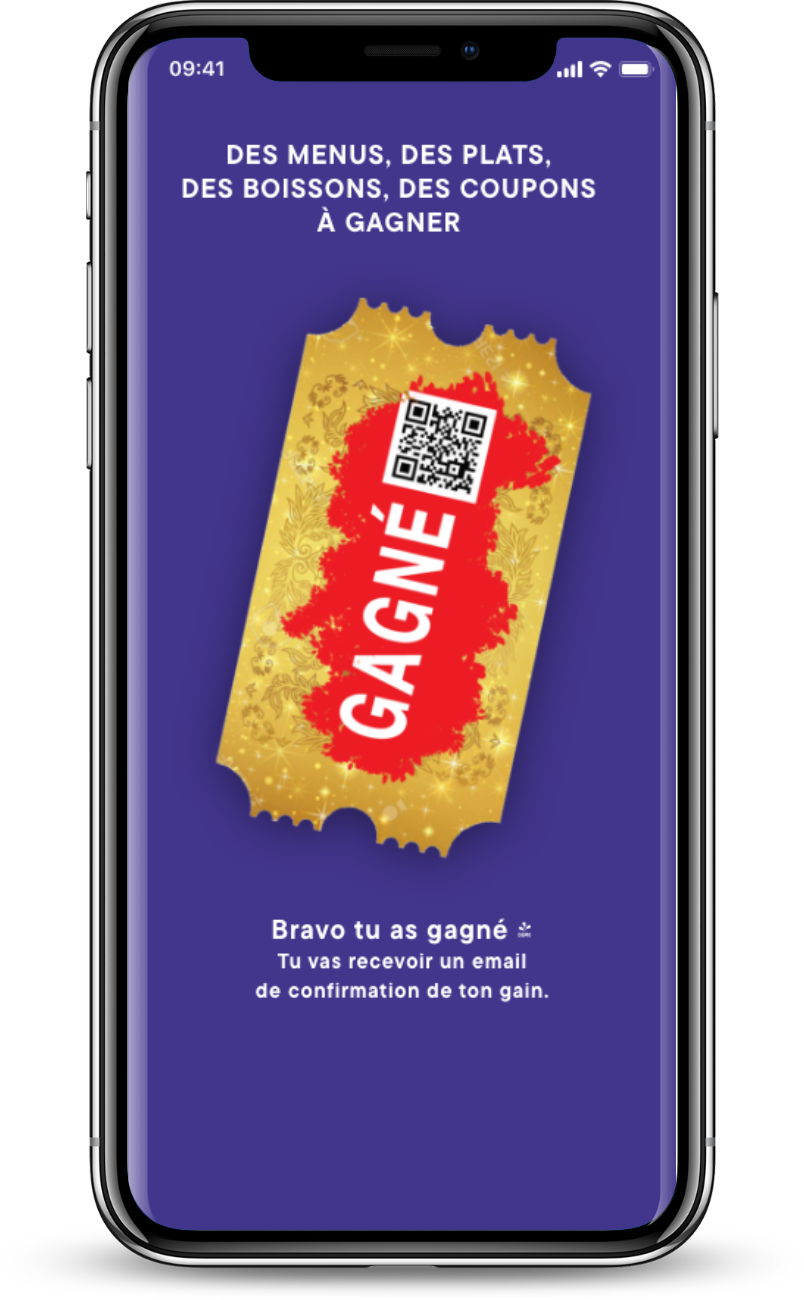 09:41
DES MENUS, DES PLATS,
DES BOISSONS, DES COUPONS
À GAGNER
GAGNÉ
Bravo tu as gagné
Tu vas recevoir un email
de confirmation de ton gain.